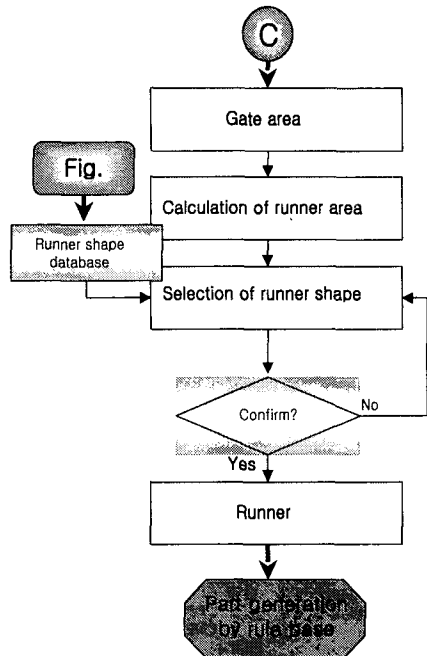 C
Gate area
Fig.
Calculation of runner area
Runner shape
database
Selection of runner shape
Confirm?
No
Yes
Runner
Part generation
by rule base